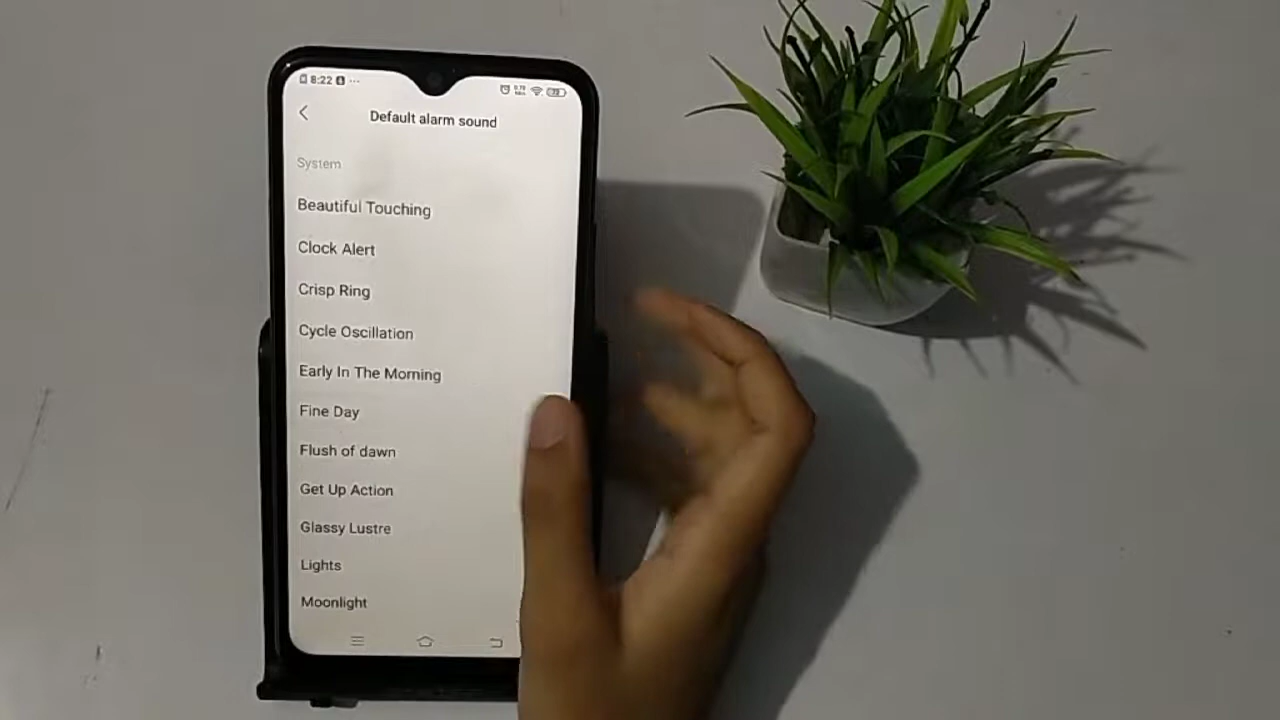 8:22
Default alarm sound
System
Beautiful Touching
Clock Alert
Crisp Ring
Cycle Oscillation
Early In The Morning
Fine Day
Flush of dawn
Get Up Action
Glassy Lustre
Lights
Moonlight